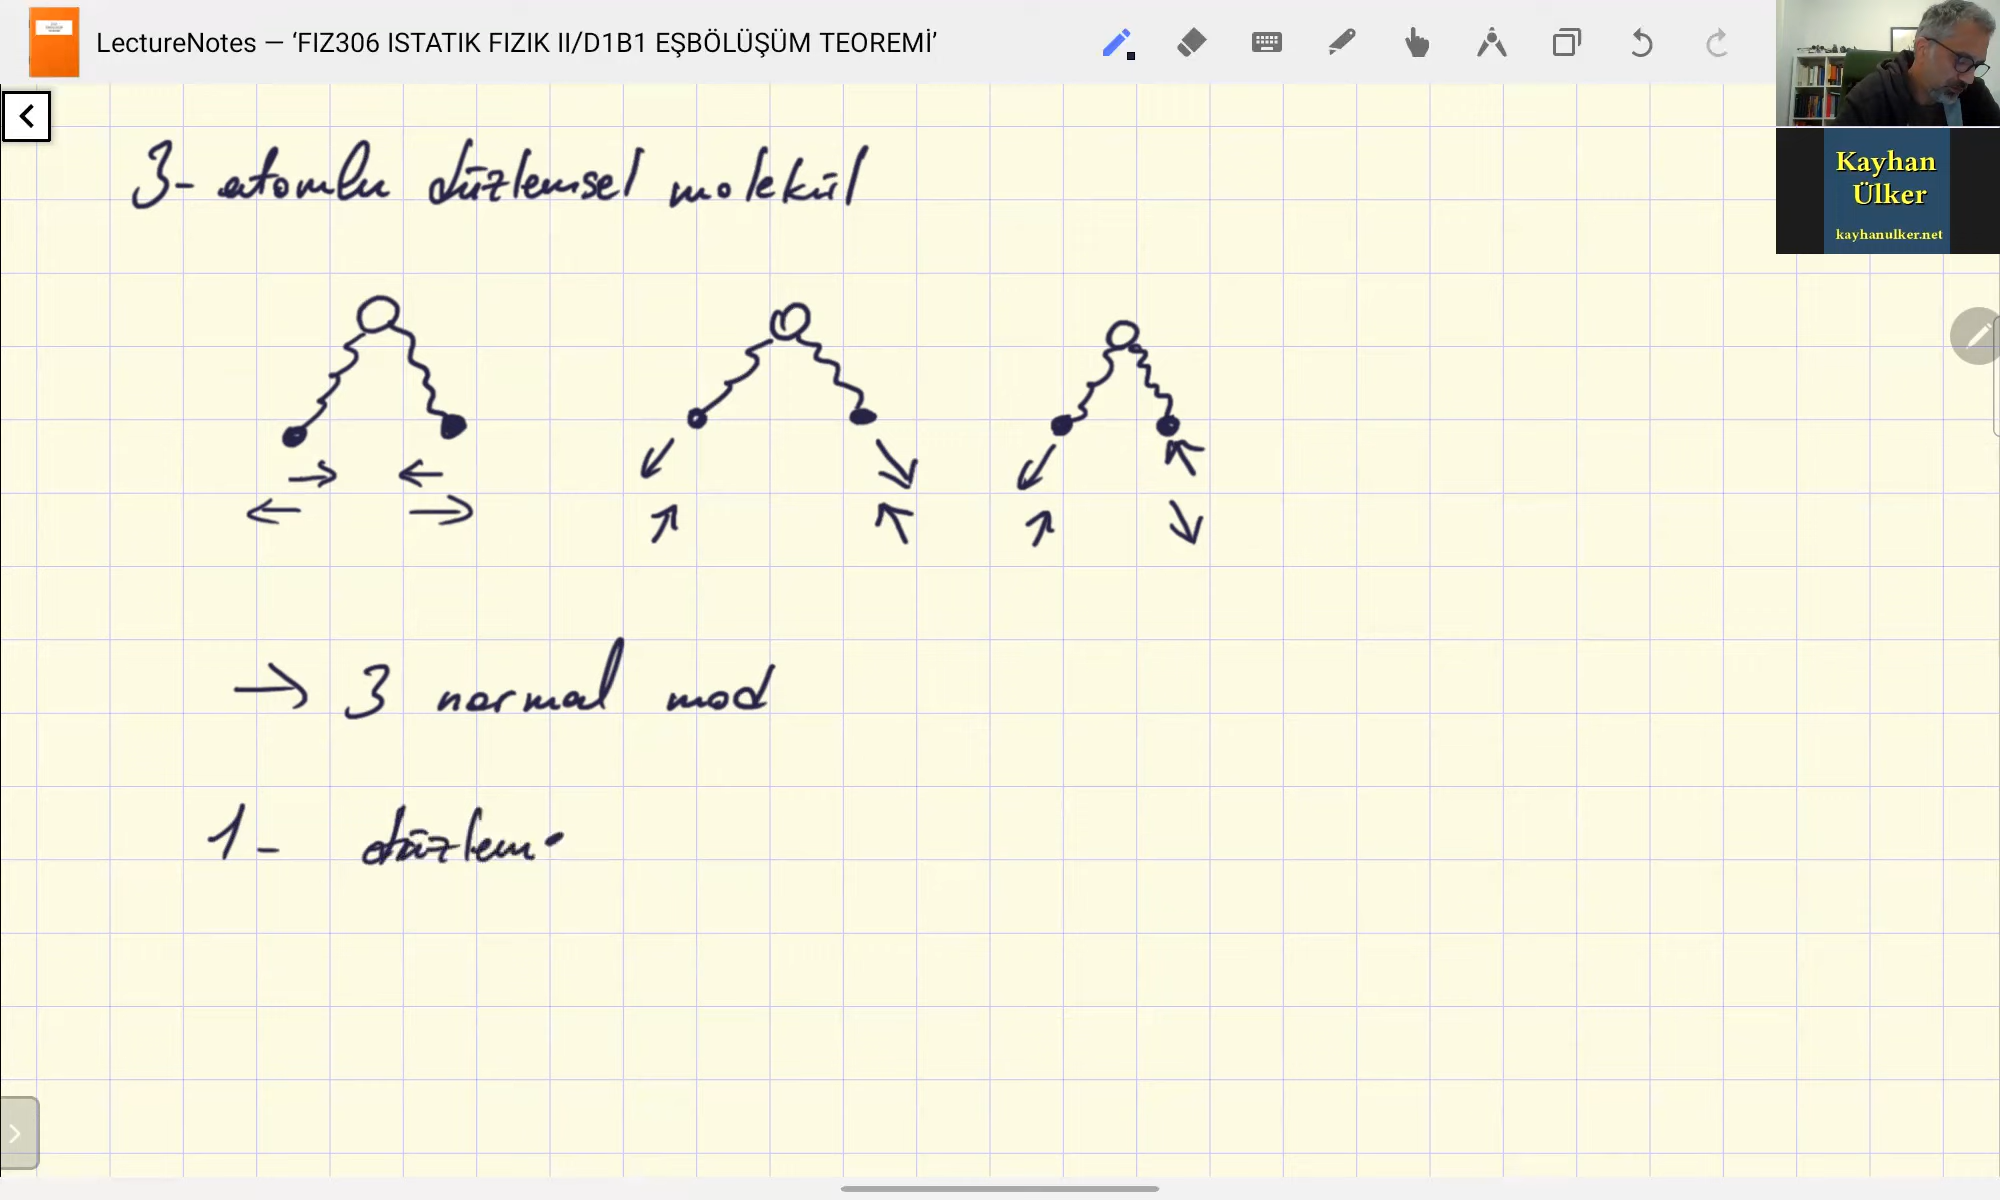 LectureNotes — ‘FIZ306 ISTATIK FIZIK II/D1B1 EŞBÖLÜŞÜM TEOREMİ’
Kayhan
Ülker
kayhanulker.net
3- atomlu düzlemsel molekül
→ 3 normal mod
1- düzlem